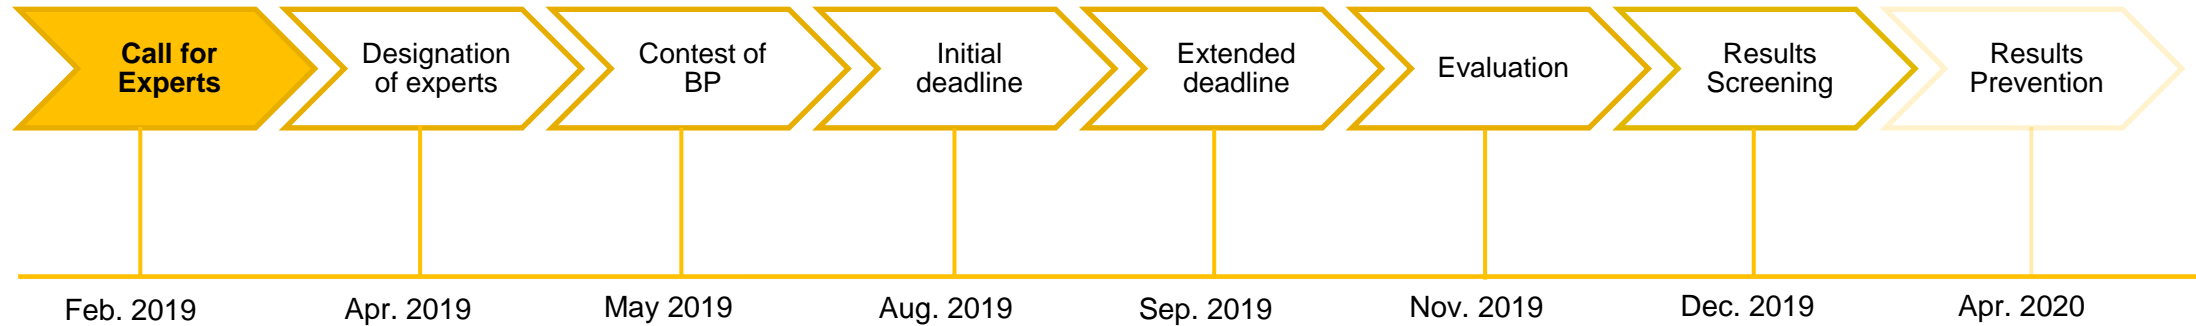 Call for
Experts
Designation
of experts
Contest of
BP
Initial
deadline
Extended
deadline
Evaluation
Results
Screening
Results
Prevention
Feb. 2019
Apr. 2019
May 2019
Aug. 2019
Sep. 2019
Nov. 2019
Dec. 2019
Apr. 2020